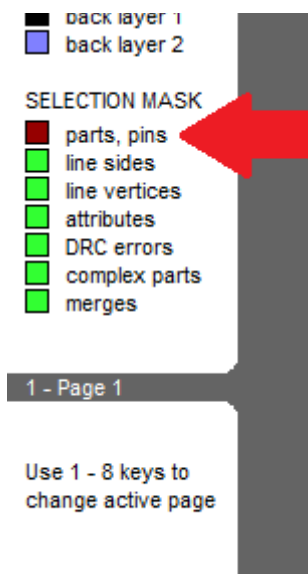 back layer 1
back layer 2
SELECTION MASK
parts, pins
line sides
line vertices
attributes
DRC errors
complex parts
merges
1 - Page 1
Use 1 - 8 keys to
change active page